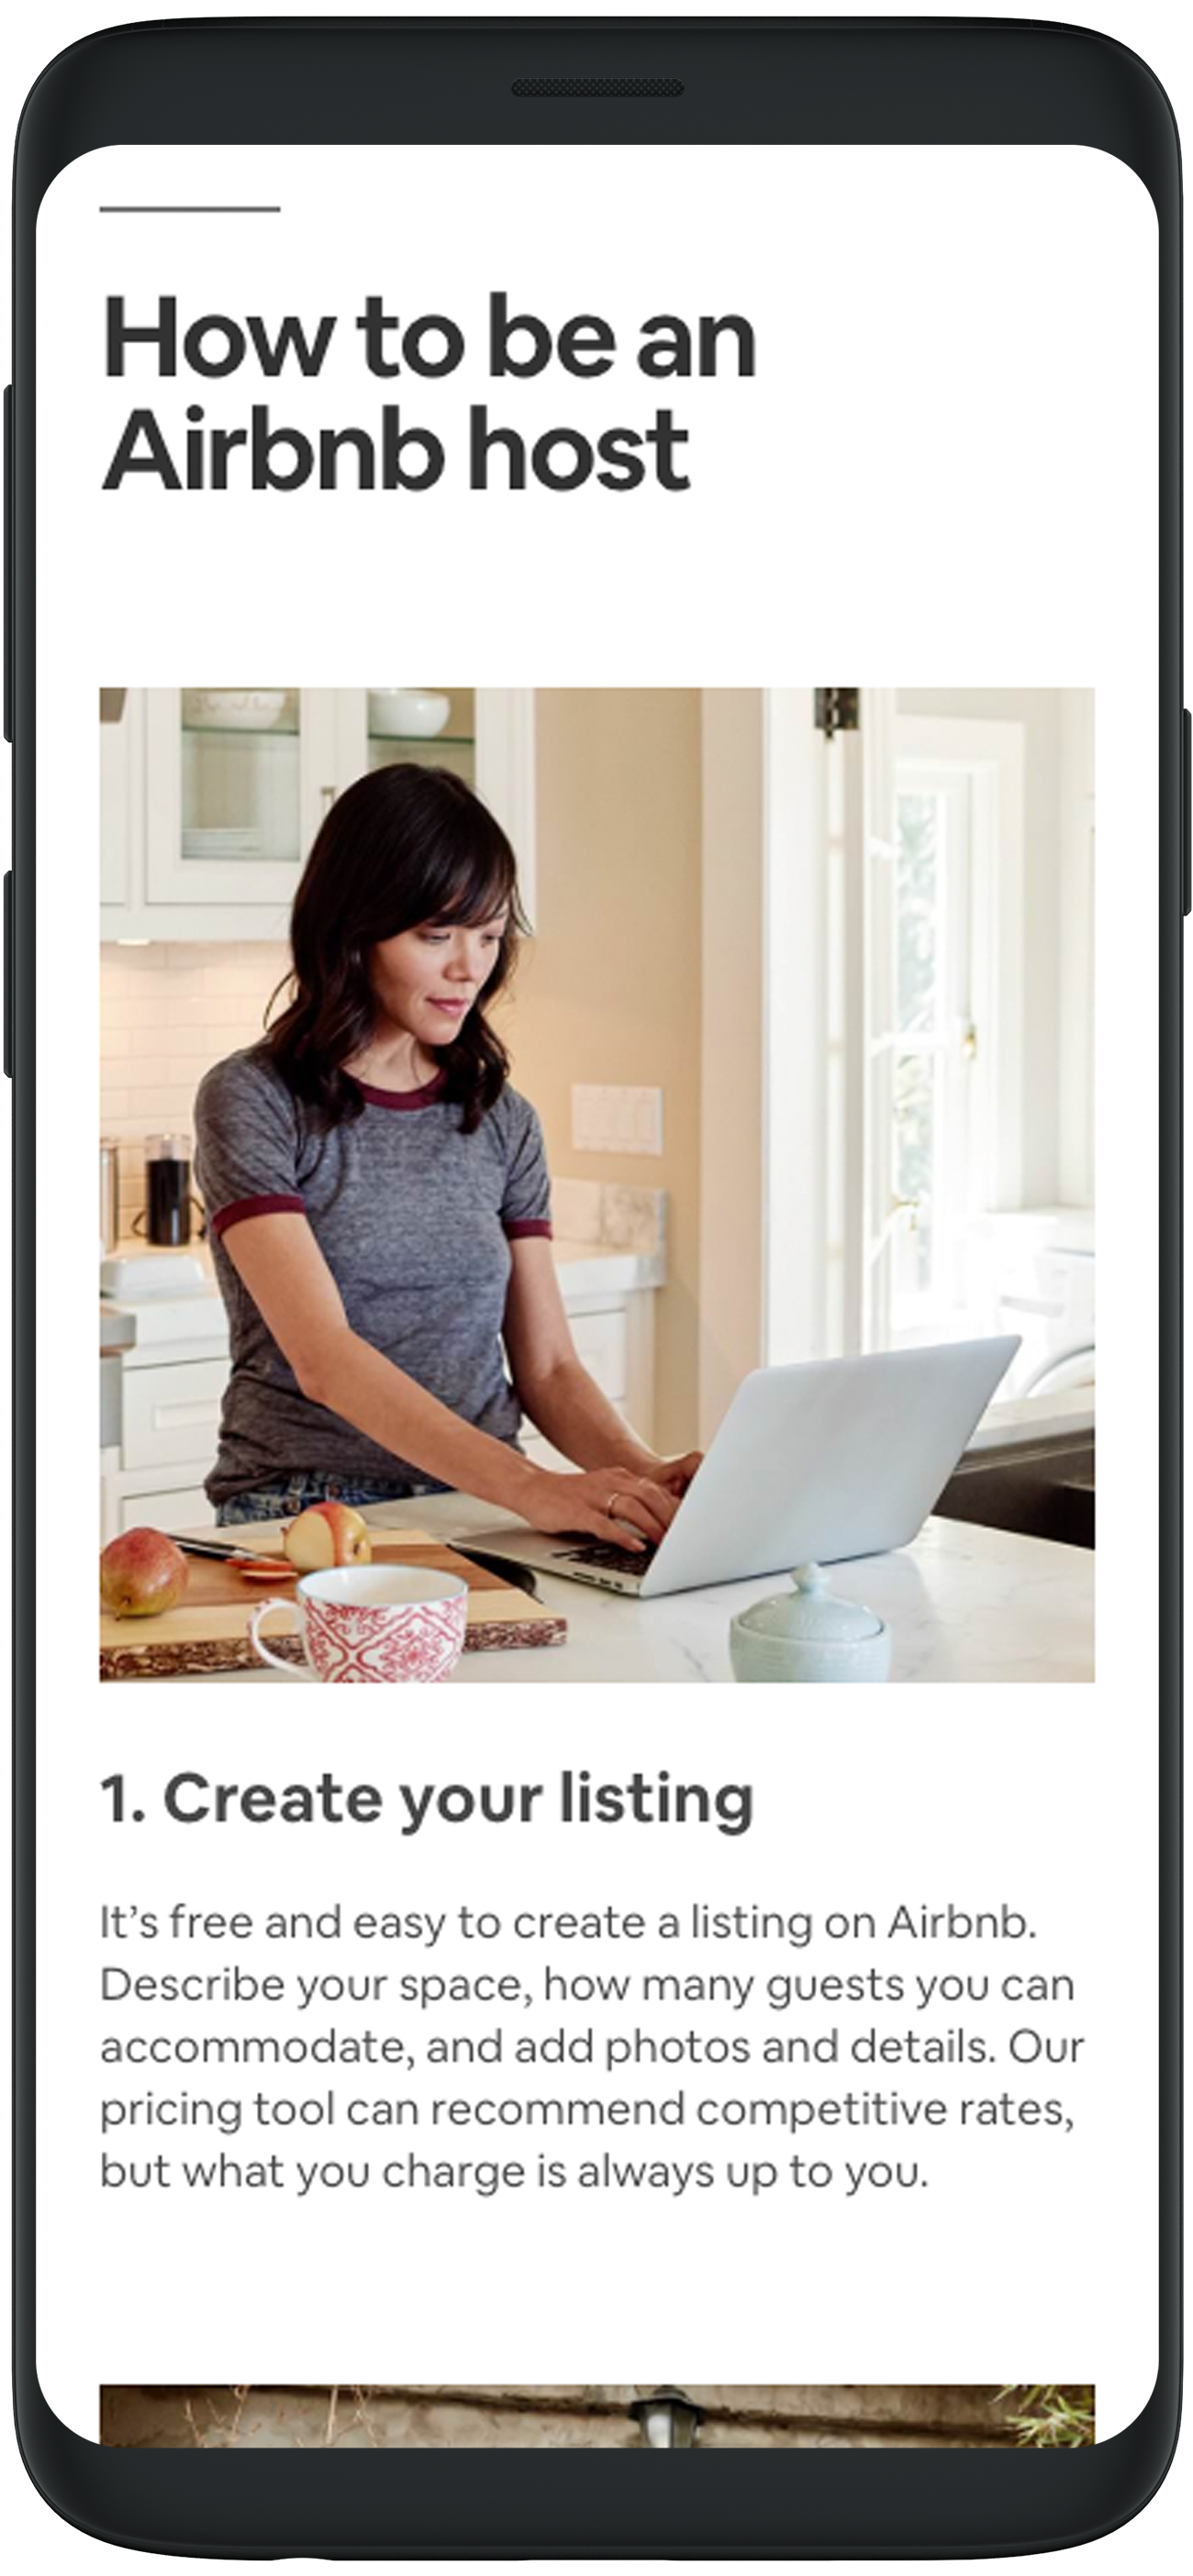 How to be an
Airbnb host
1. Create your listing
It’s free and easy to create a listing on Airbnb.
Describe your space, how many guests you can
accommodate, and add photos and details. Our
pricing tool can recommend competitive rates,
but what you charge is always up to you.